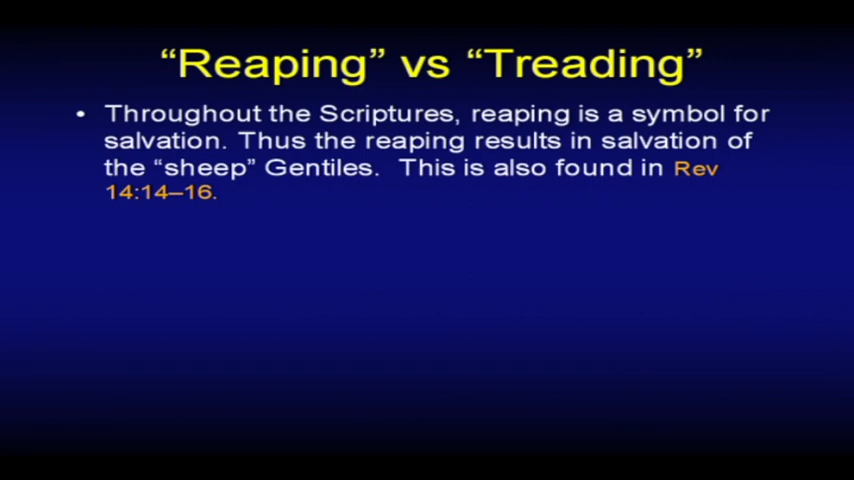 “Reaping” vs “Treading”
• Throughout the Scriptures, reaping is a symbol for
salvation. Thus the reaping results in salvation of
the “sheep” Gentiles. This is also found in Rev
14:14–16.